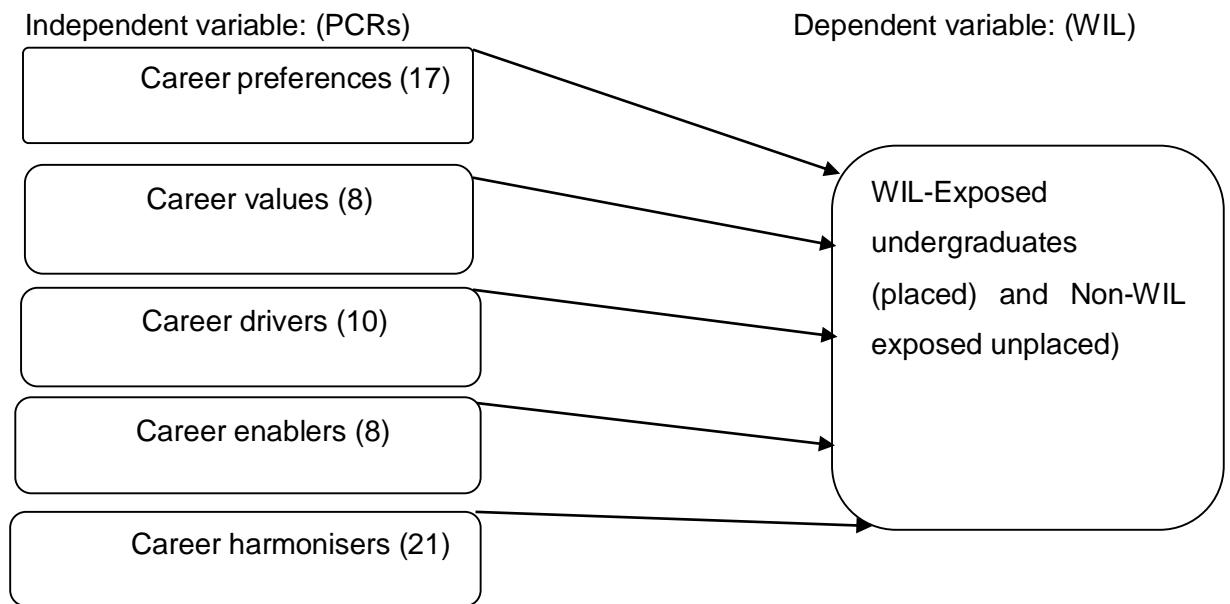 Independent variable: (PCRs)
Dependent variable: (WIL)
Career preferences (17)
Career values (8)
Career drivers (10)
Career enablers (8)
Career harmonisers (21)
WIL-Exposed
undergraduates
(placed) and Non-WIL
exposed unplaced)